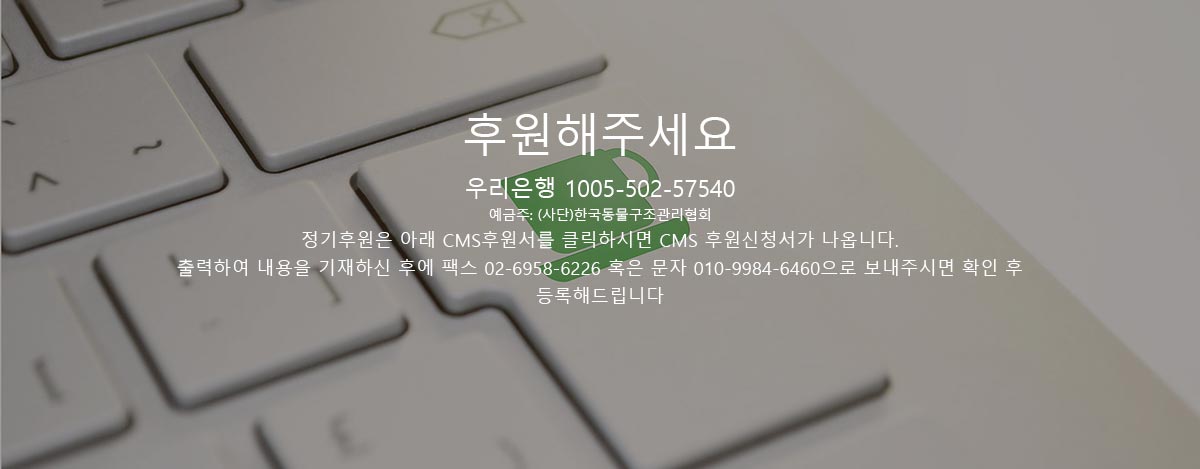 후원해주세요
우리은행 1005-502-57540
예금주: (사단)한국동물구조관리협회
정기후원은 아래 CMS후원서를 클릭하시면 CMS 후원신청서가 나옵니다.
출력하여 내용을 기재하신 후에 팩스 02-6958-6226 혹은 문자 010-9984-6460으로 보내주시면 확인 후
등록해드립니다